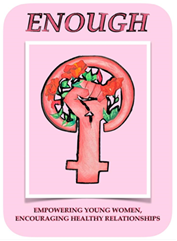 ENOUGH
EMPOWERING YOUNG WOMEN,
ENCOURAGING HEALTHY RELATIONSHIPS